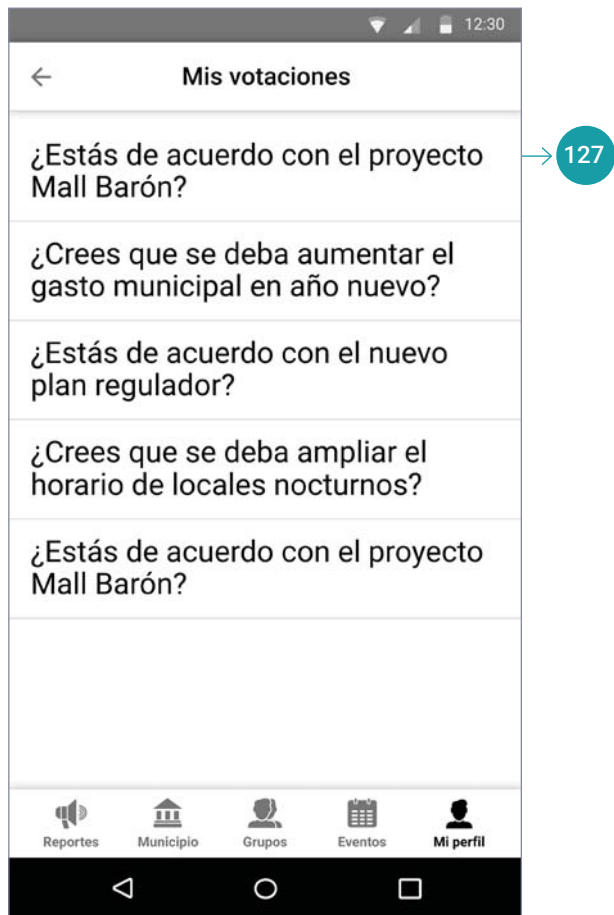 12:30
Mis votaciones
¿Estás de acuerdo con el proyecto
Mall Barón?
127
¿Crees que se deba aumentar el
gasto municipal en año nuevo?
¿Estás de acuerdo con el nuevo
plan regulador?
¿Crees que se deba ampliar el
horario de locales nocturnos?
¿Estás de acuerdo con el proyecto
Mall Barón?
Reportes Municipio Grupos Eventos Mi perfil